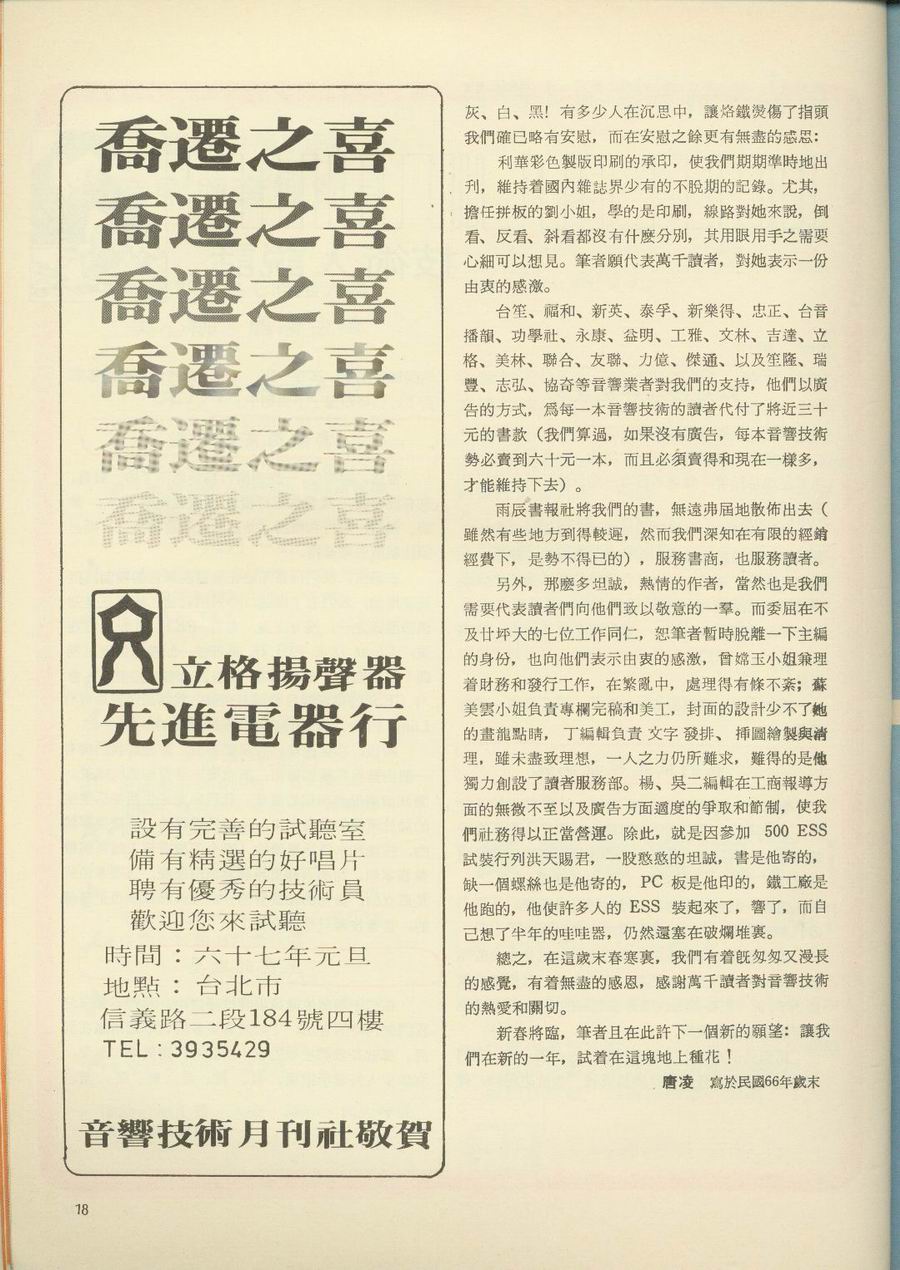 喬遷之喜
喬遷之喜
喬遷之喜
喬遷之喜
喬遷之喜
喬遷之喜
立格揚聲器
先進電器行
設有完善的試聽室
備有精選的好唱片
聘有優秀的技術員
歡迎您來試聽
時間：六十七年元旦
地點：台北市
信義路二段184號四樓
TEL：3935429
音響技術月刊社敬賀
灰、白、黑！有多少人在沉思中，讓烙鐵燙傷了指頭
我們確已略有安慰，而在安慰之餘更有無盡的感思：
利華彩色製版印刷的承印，使我們期期準時地出
刋，維持着國內雜誌界少有的不脫期的記錄。尤其，
擔任拼板的劉小姐，學的是印刷，線路對她來說，倒
看、反看、斜看都沒有什麼分別，其用眼用手之需要
心細可以想見。筆者願代表萬千讀者，對她表示一份
由衷的感激。
台笙、福和、新英、泰孚、新樂得、忠正、台音
播韻、功學社、永康、益明、工雅、文林、吉達、立
格、美林、聯合、友聯、力億、傑通、以及笙隆、瑞
豐、志弘、協奇等音響業者對我們的支持，他們以廣
告的方式，爲每一本音響技術的讀者代付了將近三十
元的書款（我們算過，如果沒有廣告，每本音響技術
勢必賣到六十元一本，而且必須賣得和現在一樣多，
才能維持下去）。
雨辰書報社將我們的書，無遠弗屆地散佈出去（
雖然有些地方到得較遲，然而我們深知在有限的經銷
經費下，是勢不得已的），服務書商，也服務讀者。
另外，那麼多坦誠，熱情的作者，當然也是我們
需要代表讀者們向他們致以敬意的一羣。而委屈在不
及廿坪大的七位工作同仁，恕筆者暫時脫離一下主編
的身份，也向他們表示由衷的感激，曾嫦玉小姐兼理
着財務和發行工作，在繁亂中，處理得有條不紊；蘇
美雲小姐負責專欄完稿和美工，封面的設計少不了她
的畫龍點睛，丁編輯負責文字發排、挿圖繪製與清
理，雖未盡致理想，一人之力仍所難求，難得的是他
獨力創設了讀者服務部。楊、吳二編輯在工商報導方
面的無微不至以及廣告方面適度的爭取和節制，使我
們社務得以正當營運。除此，就是因參加 500 ESS
試裝行列洪天賜君，一股憨憨的坦誠，書是他寄的，
缺一個螺絲也是他寄的，PC 板是他印的，鐵工廠是
他跑的，他使許多人的 ESS 裝起來了，響了，而自
己想了半年的哇哇器，仍然還塞在破爛堆裏。
總之，在這歲末春寒裏，我們有着旣匆匆又漫長
的感覺，有着無盡的感恩，感謝萬千讀者對音響技術
的熱愛和關切。
新春將臨，筆者且在此許下一個新的願望：讓我
們在新的一年，試着在這塊地上種花！
唐凌 寫於民國66年歲末
18